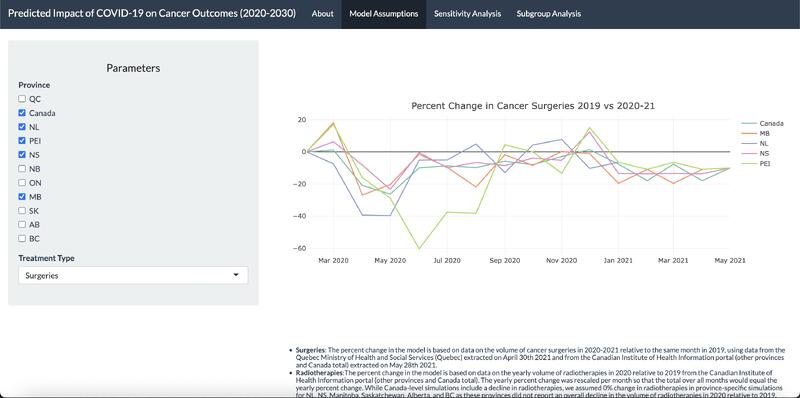 Predicted Impact of COVID-19 on Cancer Outcomes (2020-2030) About Model Assumptions Sensitivity Analysis Subgroup Analysis
Parameters
Province
QC
Canada
NL
PEI
NS
NB
ON
MB
SK
AB
BC
Treatment Type
Surgeries
Percent Change in Cancer Surgeries 2019 vs 2020-21
20
0
−20
−40
−60
Mar 2020 May 2020 Jul 2020 Sep 2020 Nov 2020 Jan 2021 Mar 2021 May 2021
Canada
MB
NL
NS
PEI
• Surgeries: The percent change in the model is based on data on the volume of cancer surgeries in 2020-2021 relative to the same month in 2019, using data from the
Quebec Ministry of Health and Social Services (Quebec) extracted on April 30th 2021 and from the Canadian Institute of Health Information portal (other provinces
and Canada total) extracted on May 28th 2021.
• Radiotherapies:The percent change in the model is based on data on the yearly volume of radiotherapies in 2020 relative to 2019 from the Canadian Institute of
Health Information portal (other provinces and Canada total). The yearly percent change was rescaled per month so that the total over all months would equal the
yearly percent change. While Canada-level simulations include a decline in radiotherapies, we assumed 0% change in radiotherapies in province-specific simulations
for NL, NS, Manitoba, Saskatchewan, Alberta, and BC as these provinces did not report an overall decline in the volume of radiotherapies in 2020 relative to 2019.